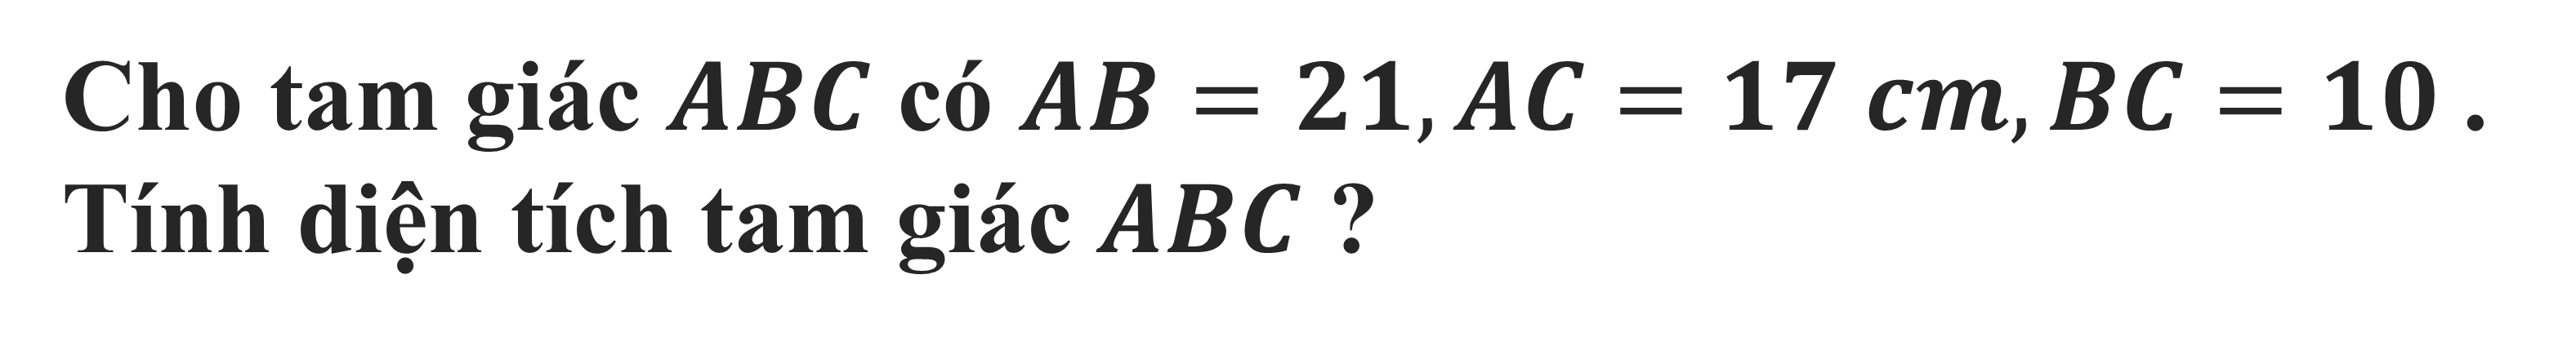 Cho tam giác ABC có AB = 21, AC = 17 cm, BC = 10 .
Tính diện tích tam giác ABC ?